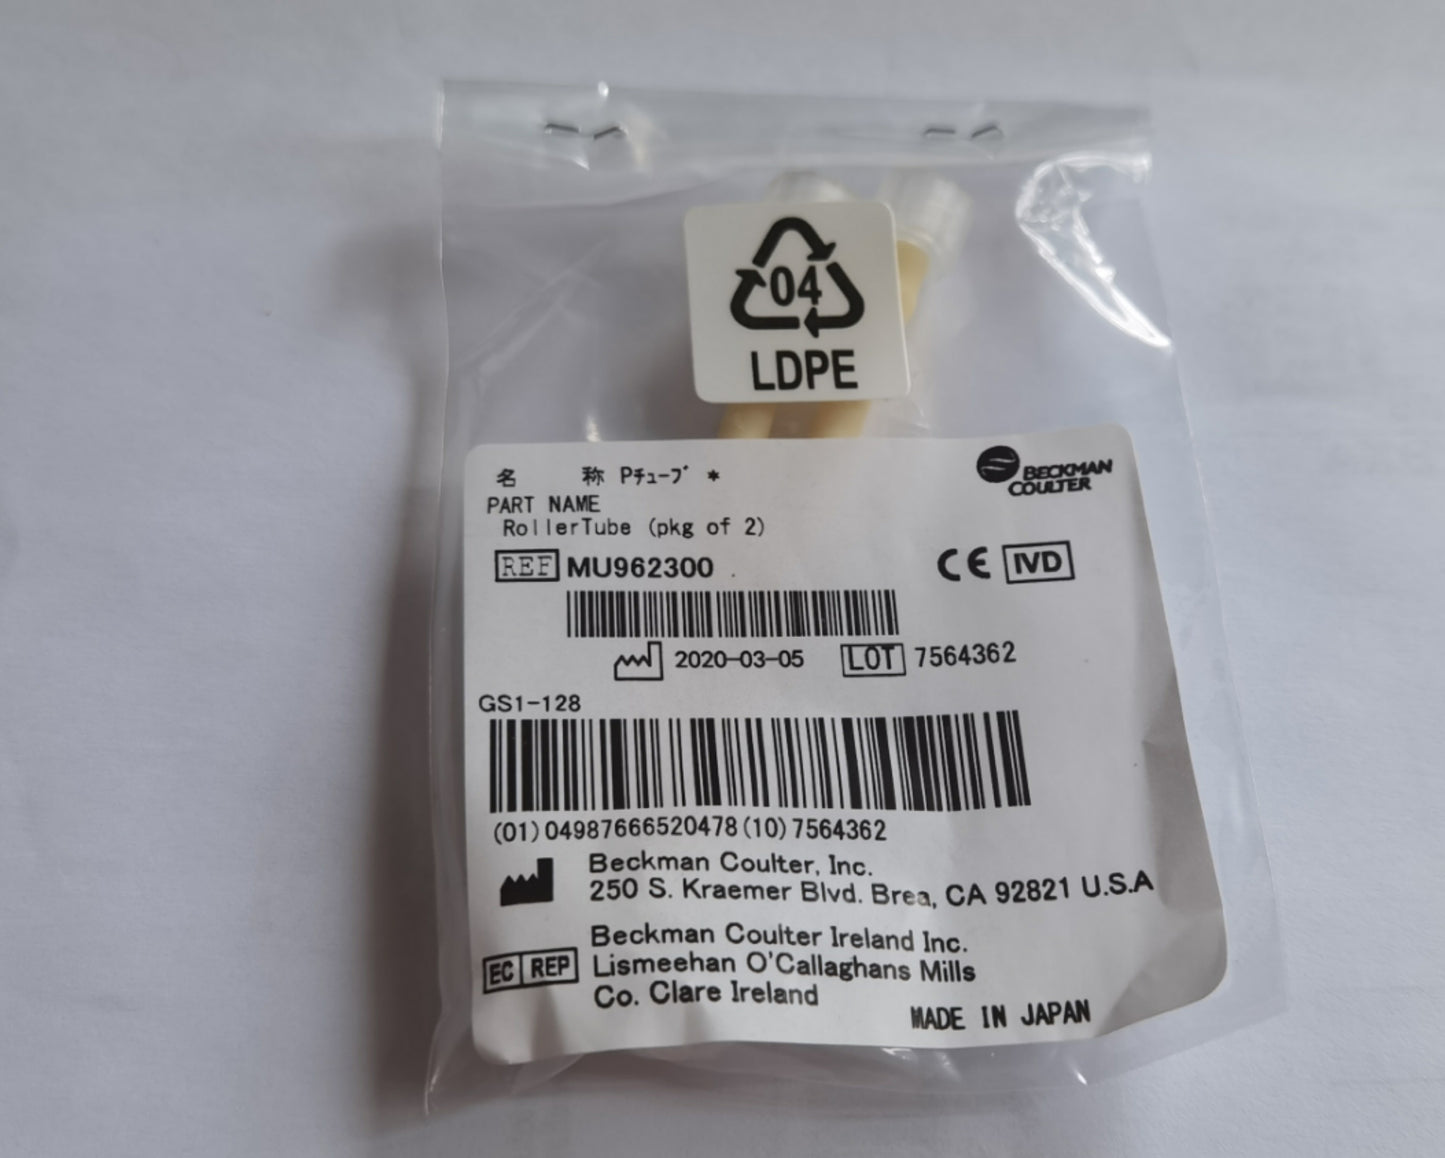 04
LDPE
名 称 Pチューブ *
BECKMAN
COULTER
PART NAME
RollerTube (pkg of 2)
REF MU962300
CE IVD
2020-03-05 LOT 7564362
GS1-128
(01)04987666520478(10)7564362
Beckman Coulter, Inc.
250 S. Kraemer Blvd. Brea, CA 92821 U.S.A
Beckman Coulter Ireland Inc.
EC REP Lismeehan O'Callaghans Mills
Co. Clare Ireland
MADE IN JAPAN